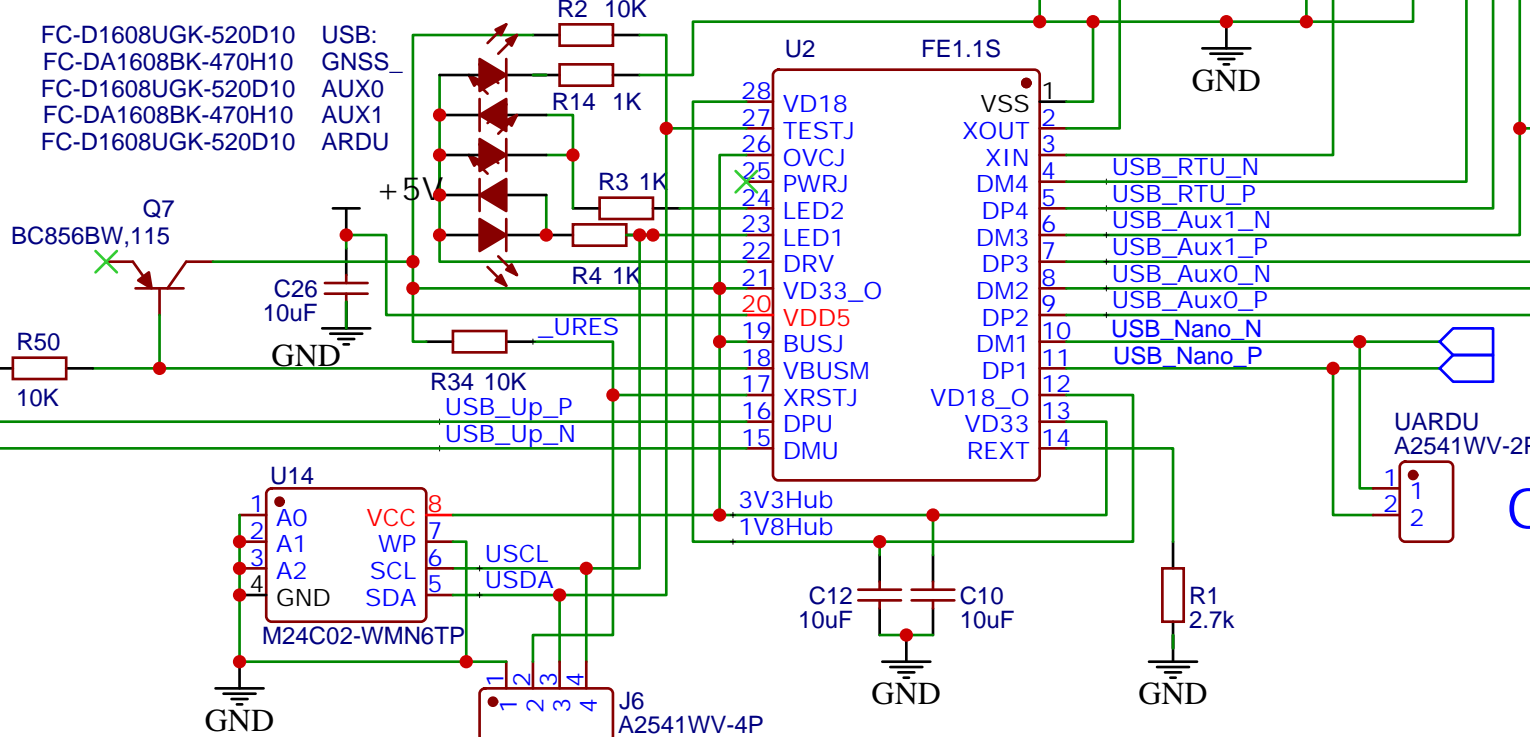 R2 10K
FC-D1608UGK-520D10 USB:
FC-DA1608BK-470H10 GNSS_
FC-D1608UGK-520D10 AUX0
FC-DA1608BK-470H10 AUX1
FC-D1608UGK-520D10 ARDU
R14 1K
+5V
R3 1K
R4 1K
Q7
BC856BW,115
C26
10uF
GND
R50
10K
_URES
R34 10K
USB_Up_P
USB_Up_N
U2 FE1.1S
28 VD18
27 TESTJ
26 OVCJ
25 PWRJ
24 LED2
23 LED1
22 DRV
21 VD33_O
20 VDD5
19 BUSJ
18 VBUSM
17 XRSTJ
16 DPU
15 DMU
VSS 1
XOUT 2
XIN 3
DM4 4
DP4 5
DM3 6
DP3 7
DM2 8
DP2 9
DM1 10
DP1 11
VD18_O 12
VD33 13
REXT 14
GND
USB_RTU_N
USB_RTU_P
USB_Aux1_N
USB_Aux1_P
USB_Aux0_N
USB_Aux0_P
USB_Nano_N
USB_Nano_P
UARDU
A2541WV-2P
1 1
2 2
3V3Hub
1V8Hub
U14
1 A0
2 A1
3 A2
4 GND
VCC 8
WP 7
SCL 6
SDA 5
M24C02-WMN6TP
USCL
USDA
GND
1 2 3 4
1 2 3 4
J6
A2541WV-4P
C12
10uF
C10
10uF
GND
R1
2.7k
GND